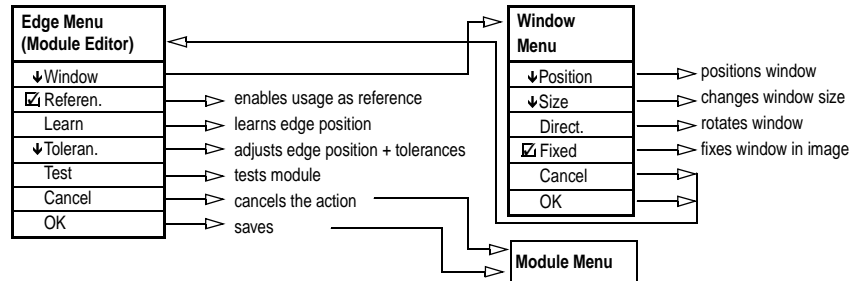 Edge Menu
(Module Editor)
Window
Referen.
enables usage as reference
Learn
learns edge position
Toleran.
adjusts edge position + tolerances
Test
tests module
Cancel
cancels the action
OK
saves
Window
Menu
Position
positions window
Size
changes window size
Direct.
rotates window
Fixed
fixes window in image
Cancel
OK
Module Menu